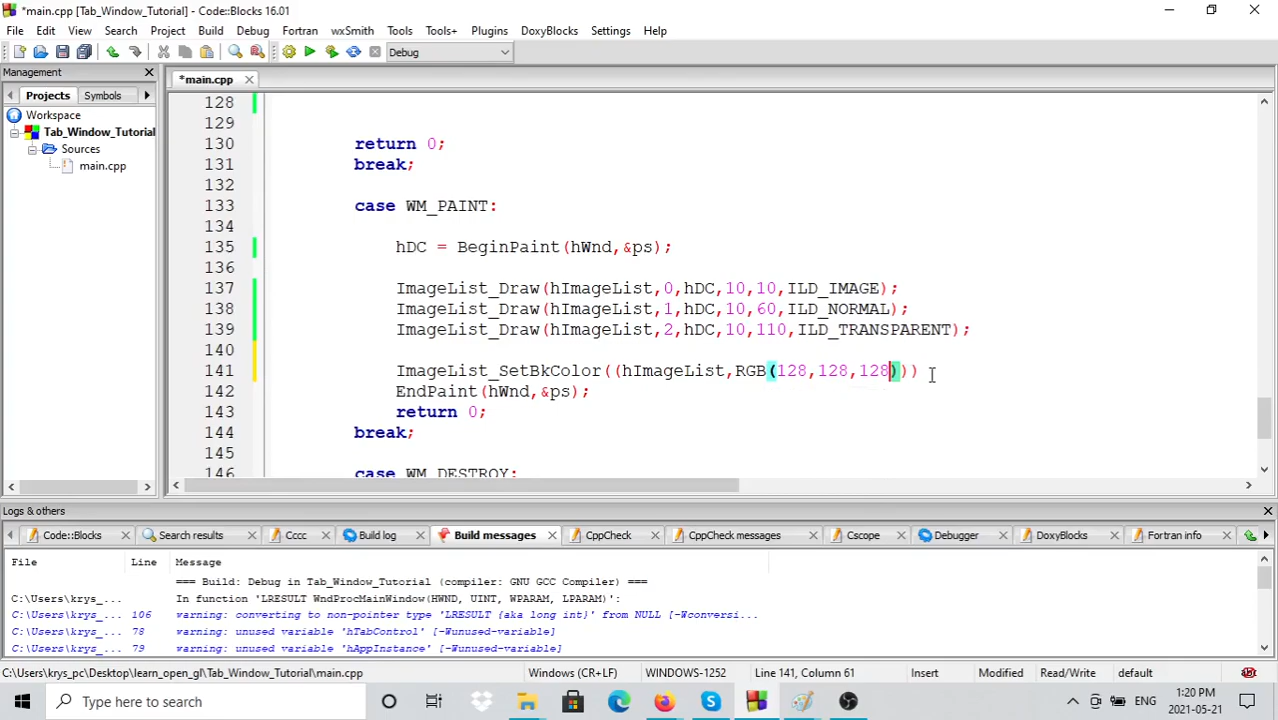 *main.cpp [Tab_Window_Tutorial] - Code::Blocks 16.01
File Edit View Search Project Build Debug Fortran wxSmith Tools Tools+ Plugins DoxyBlocks Settings Help
Debug
Management
*main.cpp
Projects Symbols
Workspace
Tab_Window_Tutorial
Sources
main.cpp
128
129
130 return 0;
131 break;
132
133 case WM_PAINT:
134
135 hDC = BeginPaint(hWnd,&ps);
136
137 ImageList_Draw(hImageList,0,hDC,10,10,ILD_IMAGE);
138 ImageList_Draw(hImageList,1,hDC,10,60,ILD_NORMAL);
139 ImageList_Draw(hImageList,2,hDC,10,110,ILD_TRANSPARENT);
140
141 ImageList_SetBkColor((hImageList,RGB(128,128,128)))
142 EndPaint(hWnd,&ps);
143 return 0;
144 break;
145
146 case WM_DESTROY:
Logs & others
Code::Blocks Search results Cccc Build log Build messages CppCheck CppCheck messages Cscope Debugger DoxyBlocks Fortran info
File Line Message
=== Build: Debug in Tab_Window_Tutorial (compiler: GNU GCC Compiler) ===
C:\Users\krys_... In function 'LRESULT WndProcMainWindow(HWND, UINT, WPARAM, LPARAM)':
C:\Users\krys_... 106 warning: converting to non-pointer type 'LRESULT {aka long int}' from NULL [-Wconversi...
C:\Users\krys_... 78 warning: unused variable 'hTabControl' [-Wunused-variable]
C:\Users\krys_... 79 warning: unused variable 'hAppInstance' [-Wunused-variable]
C:\Users\krys_pc\Desktop\learn_open_gl\Tab_Window_Tutorial\main.cpp Windows (CR+LF) WINDOWS-1252 Line 141, Column 61 Insert Modified Read/Write default
Type here to search
ENG
1:20 PM
2021-05-21